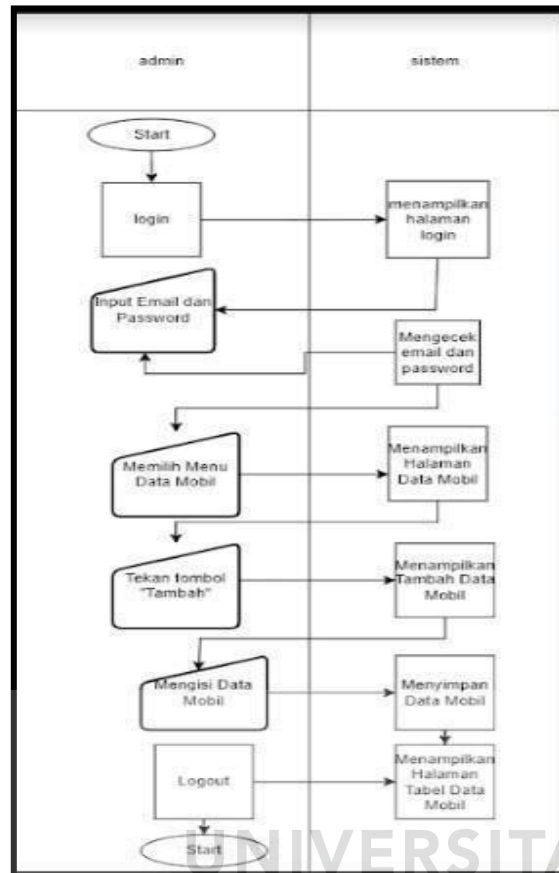 admin
sistem
Start
login
menampilkan
halaman
login
Input Email dan
Password
Mengecek
email dan
password
Memilih Menu
Data Mobil
Menampilkan
Halaman
Data Mobil
Tekan tombol
"Tambah"
Menampilkan
Tambah Data
Mobil
Mengisi Data
Mobil
Menyimpan
Data Mobil
Logout
Menampilkan
Halaman
Tabel Data
Mobil
Start
UNIVERSITA